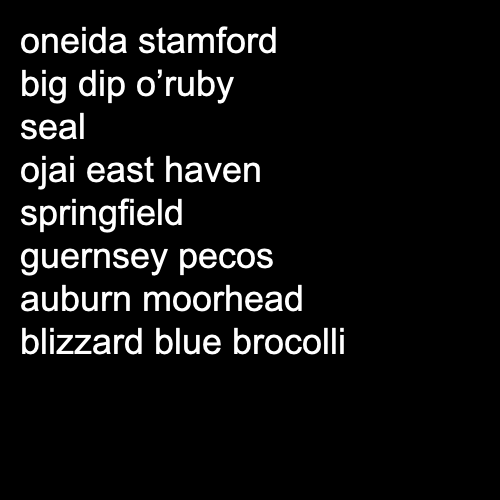 oneida stamford
big dip o’ruby
seal
ojai east haven
springfield
guernsey pecos
auburn moorhead
blizzard blue brocolli